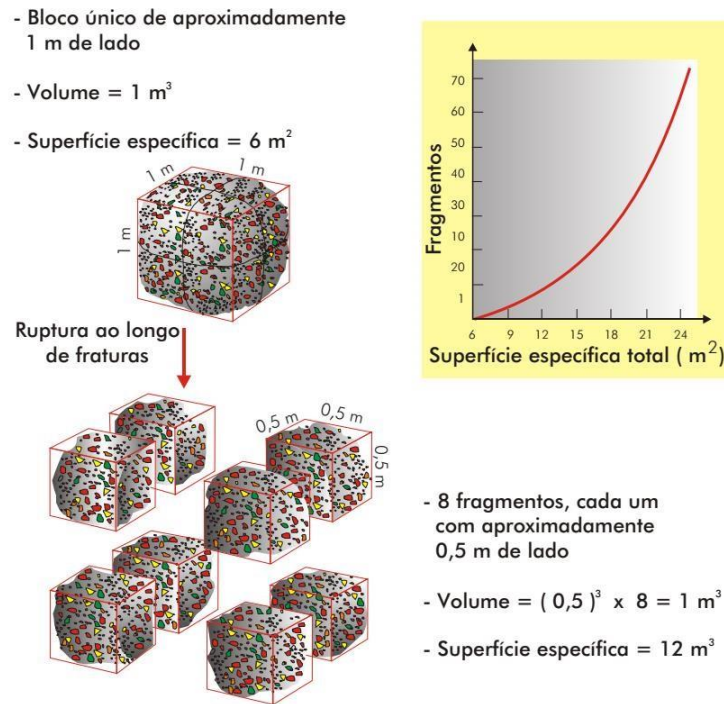 - Bloco único de aproximadamente
1 m de lado
- Volume = 1 m³
- Superfície específica = 6 m²
1 m
1 m
1 m
Ruptura ao longo
de fraturas
0,5 m
0,5 m
0,5 m
Fragmentos
70
60
50
40
30
10
20
1
6 9 12 15 18 21 24
Superfície específica total ( m²)
- 8 fragmentos, cada um
com aproximadamente
0,5 m de lado
- Volume = ( 0,5 )³ x 8 = 1 m³
- Superfície específica = 12 m³